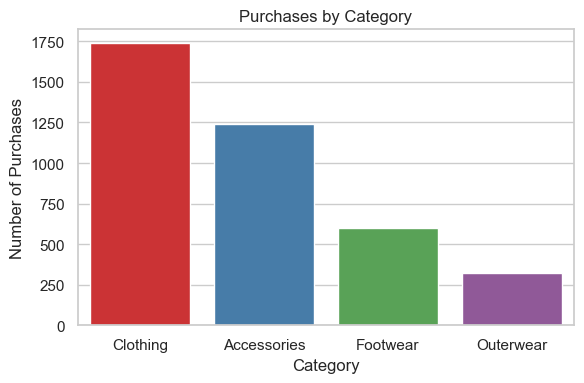 Purchases by Category
Number of Purchases
1750
1500
1250
1000
750
500
250
0
Clothing Accessories Footwear Outerwear
Category